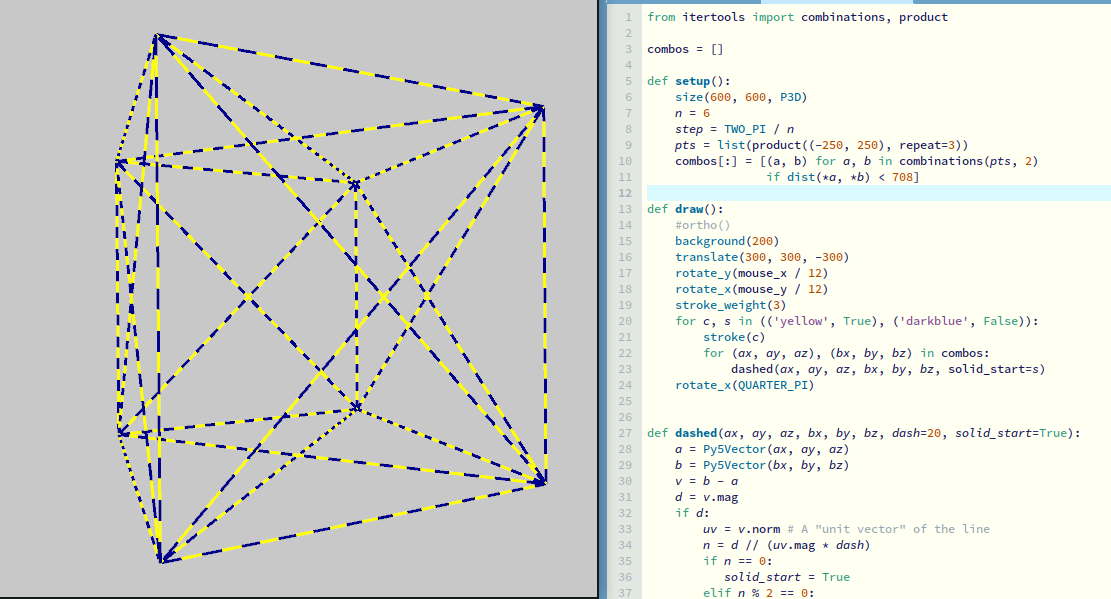 1 from itertools import combinations, product
2
3 combos = []
4
5 def setup():
6     size(600, 600, P3D)
7     n = 6
8     step = TWO_PI / n
9     pts = list(product((-250, 250), repeat=3))
10     combos[:] = [(a, b) for a, b in combinations(pts, 2)
11                  if dist(*a, *b) < 708]
12
13 def draw():
14     #ortho()
15     background(200)
16     translate(300, 300, -300)
17     rotate_y(mouse_x / 12)
18     rotate_x(mouse_y / 12)
19     stroke_weight(3)
20     for c, s in (('yellow', True), ('darkblue', False)):
21         stroke(c)
22         for (ax, ay, az), (bx, by, bz) in combos:
23             dashed(ax, ay, az, bx, by, bz, solid_start=s)
24     rotate_x(QUARTER_PI)
25
26
27 def dashed(ax, ay, az, bx, by, bz, dash=20, solid_start=True):
28     a = Py5Vector(ax, ay, az)
29     b = Py5Vector(bx, by, bz)
30     v = b - a
31     d = v.mag
32     if d:
33         uv = v.norm # A "unit vector" of the line
34         n = d // (uv.mag * dash)
35         if n == 0:
36            solid_start = True
37         elif n % 2 == 0: